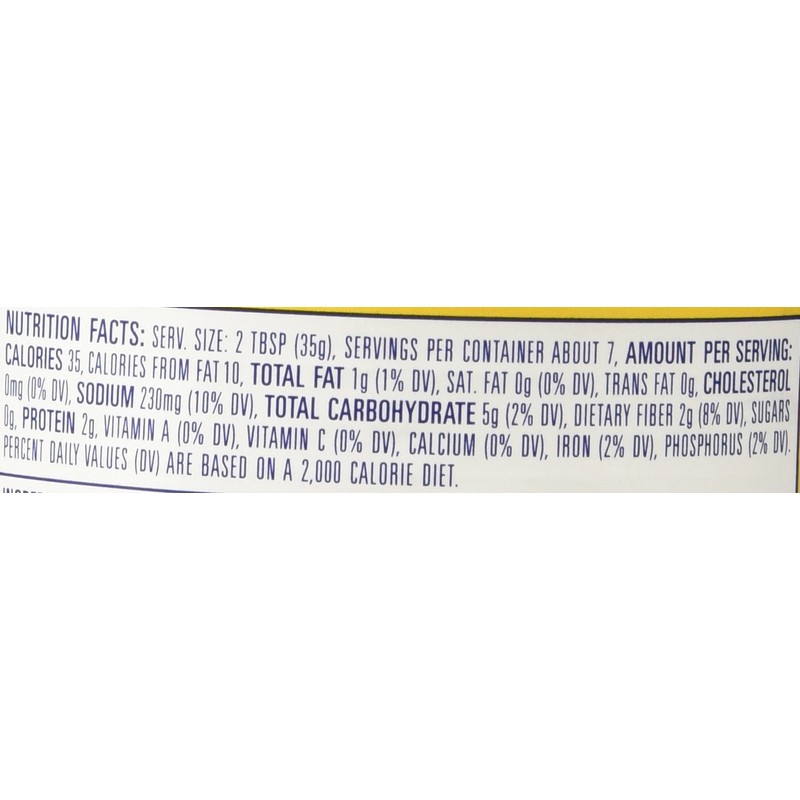 NUTRITION FACTS: SERV. SIZE: 2 TBSP (35g), SERVINGS PER CONTAINER ABOUT 7, AMOUNT PER SERVING:
CALORIES 35, CALORIES FROM FAT 10, TOTAL FAT 1g (1% DV), SAT. FAT 0g (0% DV), TRANS FAT 0g, CHOLESTEROL
0mg (0% DV), SODIUM 230mg (10% DV), TOTAL CARBOHYDRATE 5g (2% DV), DIETARY FIBER 2g (8% DV), SUGARS
0g, PROTEIN 2g, VITAMIN A (0% DV), VITAMIN C (0% DV), CALCIUM (0% DV), IRON (2% DV), PHOSPHORUS (2% DV).
PERCENT DAILY VALUES (DV) ARE BASED ON A 2,000 CALORIE DIET.